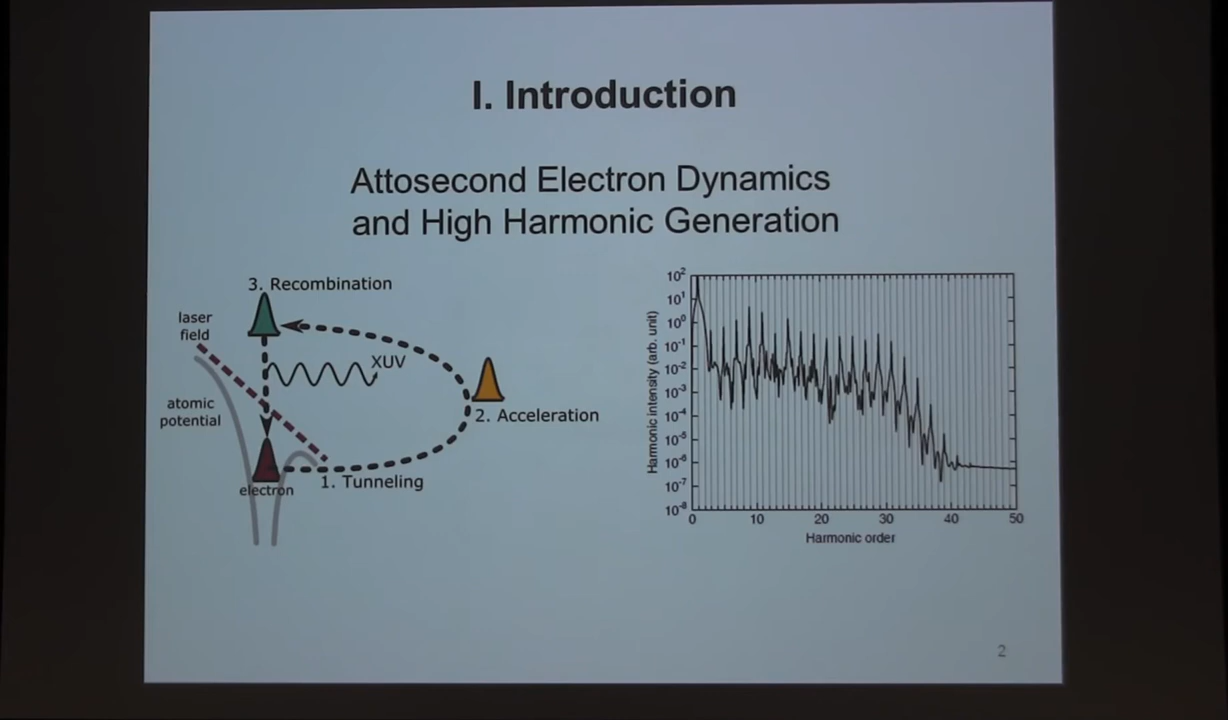 I. Introduction
Attosecond Electron Dynamics
and High Harmonic Generation
3. Recombination
laser
field
XUV
atomic
potential
2. Acceleration
electron
1. Tunneling
Harmonic intensity (arb. unit)
10²
10¹
10⁰
10⁻¹
10⁻²
10⁻³
10⁻⁴
10⁻⁵
10⁻⁶
10⁻⁷
10⁻⁸
0 10 20 30 40 50
Harmonic order
2